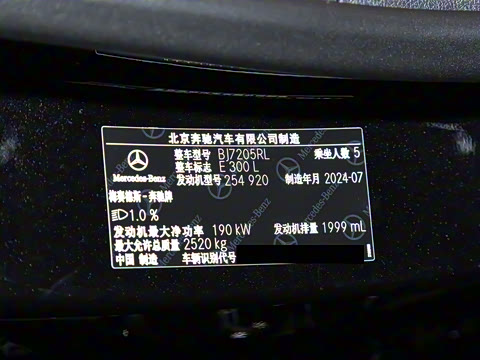 北京奔驰汽车有限公司制造
整车型号 BJ7205RL 乘坐人数 5
整车标志 E 300 L
Mercedes-Benz 发动机型号 254 920 制造年月 2024-07
梅赛德斯-奔驰牌
1.0 %
发动机最大净功率 190 kW 发动机排量 1999 mL
最大允许总质量 2520 kg
中国 制造 车辆识别代号